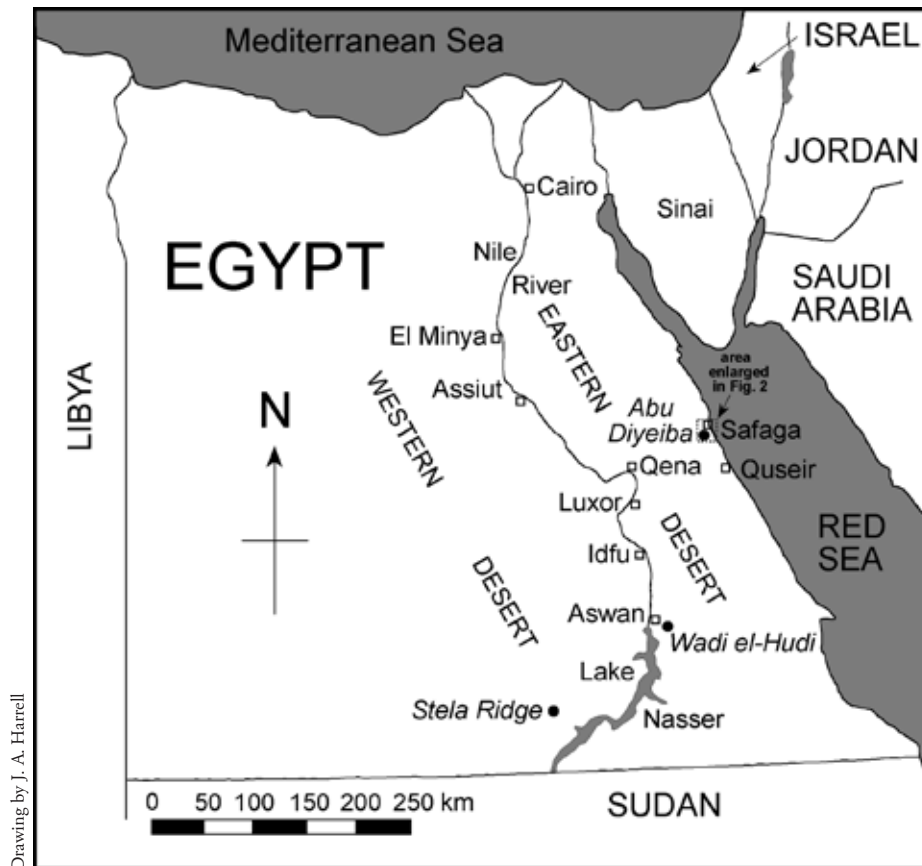 Mediterranean Sea
ISRAEL
JORDAN
Cairo
Sinai
Nile
River
EGYPT
SAUDI
ARABIA
El Minya
EASTERN
area
enlarged
in Fig. 2
LIBYA
WESTERN
Assiut
N
Abu
Diyeiba
Safaga
Qena
Quseir
Luxor
RED
SEA
Idfu
DESERT
DESERT
Aswan
Wadi el-Hudi
Lake
Stela Ridge
Nasser
0 50 100 150 200 250 km
SUDAN
Drawing by J. A. Harrell